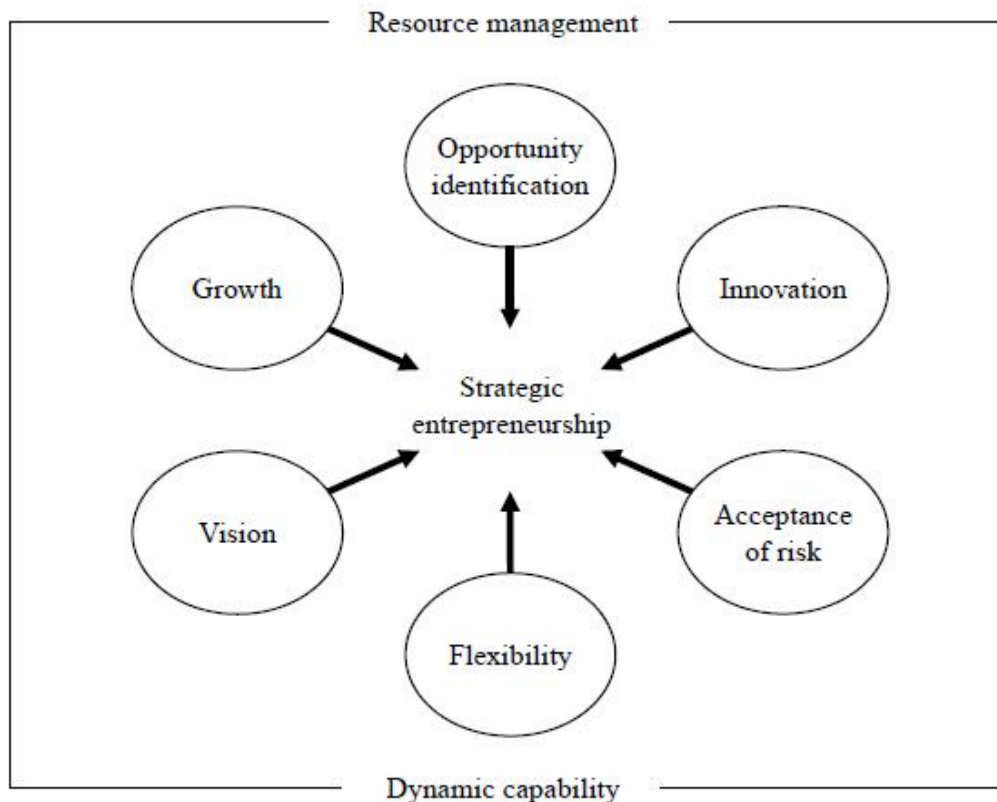 Resource management
Opportunity
identification
Growth
Innovation
Strategic
entrepreneurship
Vision
Acceptance
of risk
Flexibility
Dynamic capability